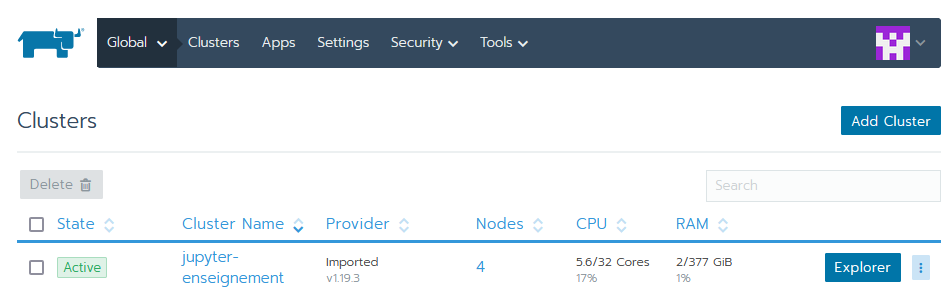 Global Clusters Apps Settings Security Tools
Clusters Add Cluster
Delete Search
State Cluster Name Provider Nodes CPU RAM
Active jupyter-enseignement Imported v1.19.3 4 5.6/32 Cores 17% 2/377 GiB 1% Explorer